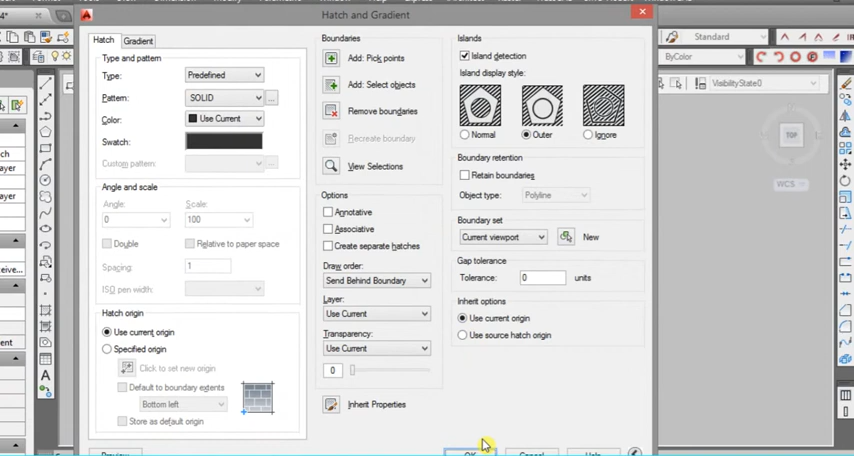 Hatch and Gradient
Hatch
Gradient
Type and pattern
Type:
Predefined
Pattern:
SOLID
...
Color:
Use Current
Swatch:
Custom pattern:
...
Angle and scale
Angle:
Scale:
0
100
Double
Relative to paper space
Spacing:
1
ISO pen width:
Hatch origin
Use current origin
Specified origin
Click to set new origin
Default to boundary extents
Bottom left
Store as default origin
Boundaries
Add: Pick points
Add: Select objects
Remove boundaries
Recreate boundary
View Selections
Options
Annotative
Associative
Create separate hatches
Draw order:
Send Behind Boundary
Layer:
Use Current
Transparency:
Use Current
0
Inherit Properties
Islands
Island detection
Island display style:
Normal
Outer
Ignore
Boundary retention
Retain boundaries
Object type:
Polyline
Boundary set
Current viewport
New
Gap tolerance
Tolerance:
0
units
Inherit options
Use current origin
Use source hatch origin
Preview
OK
Cancel
Help
Standard
ByColor
VisibilityState0
TOP
WCS
A